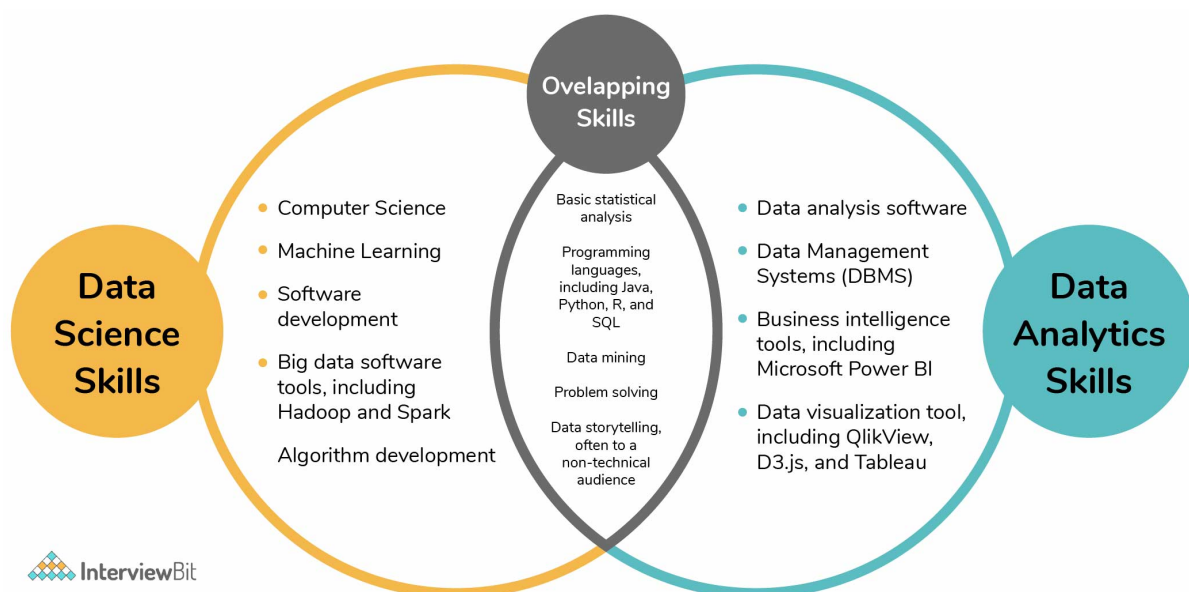 Ovelapping
Skills
Data
Science
Skills
Computer Science
Machine Learning
Software
development
Big data software
tools, including
Hadoop and Spark
Algorithm development
Basic statistical
analysis
Programming
languages,
including Java,
Python, R, and
SQL
Data mining
Problem solving
Data storytelling,
often to a
non-technical
audience
Data analysis software
Data Management
Systems (DBMS)
Business intelligence
tools, including
Microsoft Power BI
Data visualization tool,
including QlikView,
D3.js, and Tableau
Data
Analytics
Skills
InterviewBit